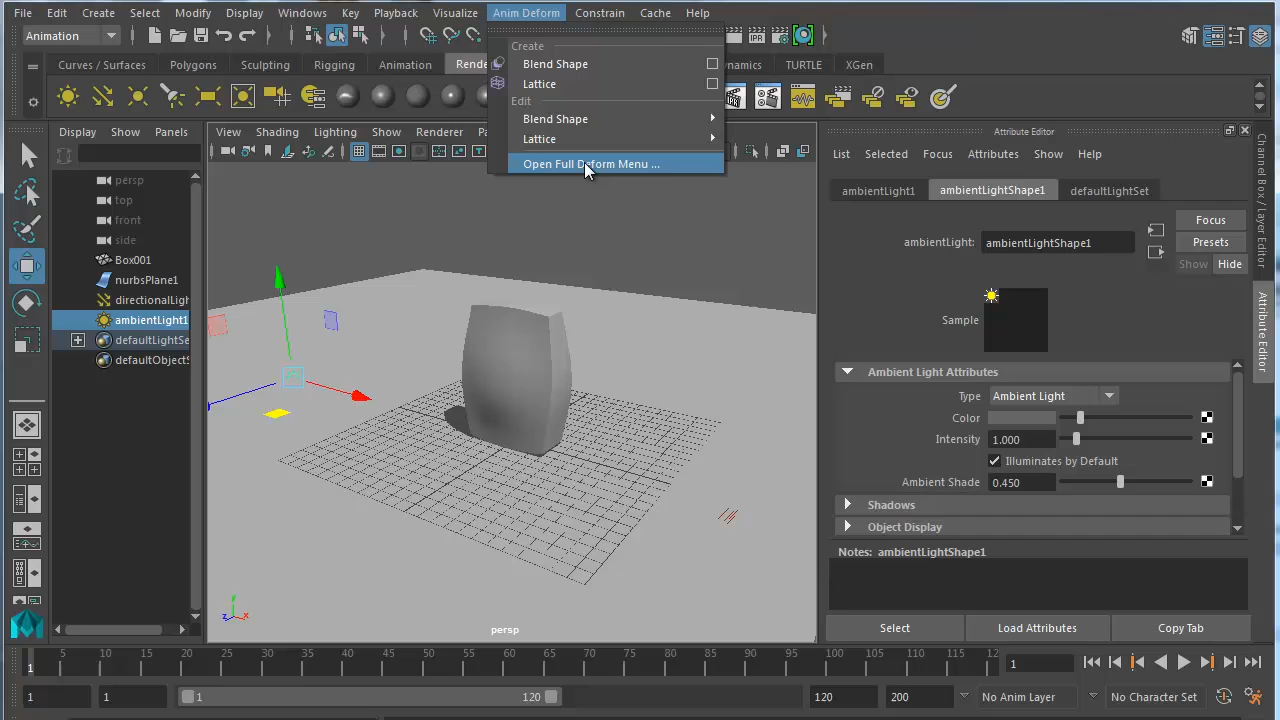 File Edit Create Select Modify Display Windows Key Playback Visualize Anim Deform Constrain Cache Help
Animation
IPR
Curves / Surfaces Polygons Sculpting Rigging Animation Rende ynamics TURTLE XGen
Create
Blend Shape
Lattice
Edit
Blend Shape
Lattice
Open Full Deform Menu ...
Display Show Panels
View Shading Lighting Show Renderer
persp
top
front
side
Box001
nurbsPlane1
directionalLigh
ambientLight1
defaultLightSe
defaultObjectS
persp
Attribute Editor
List Selected Focus Attributes Show Help
ambientLight1 ambientLightShape1 defaultLightSet
ambientLight: ambientLightShape1
Focus
Presets
Show Hide
Sample
Ambient Light Attributes
Type Ambient Light
Color
Intensity 1.000
Illuminates by Default
Ambient Shade 0.450
Shadows
Object Display
Notes: ambientLightShape1
Select Load Attributes Copy Tab
Channel Box / Layer Editor
Attribute Editor
5 10 15 20 25 30 35 40 45 50 55 60 65 70 75 80 85 90 95 100 105 110 115 12
1 1
1 1 1 120 120 200 No Anim Layer No Character Set